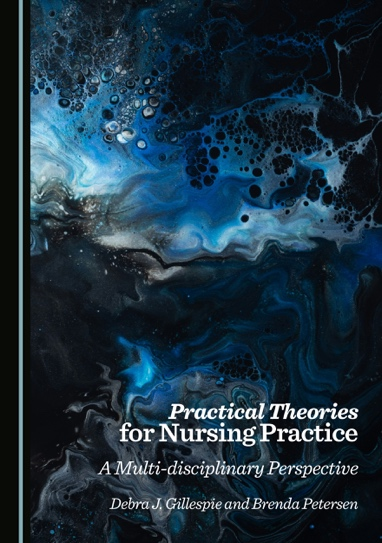 Practical Theories
for Nursing Practice
A Multi-disciplinary Perspective
Debra J. Gillespie and Brenda Petersen